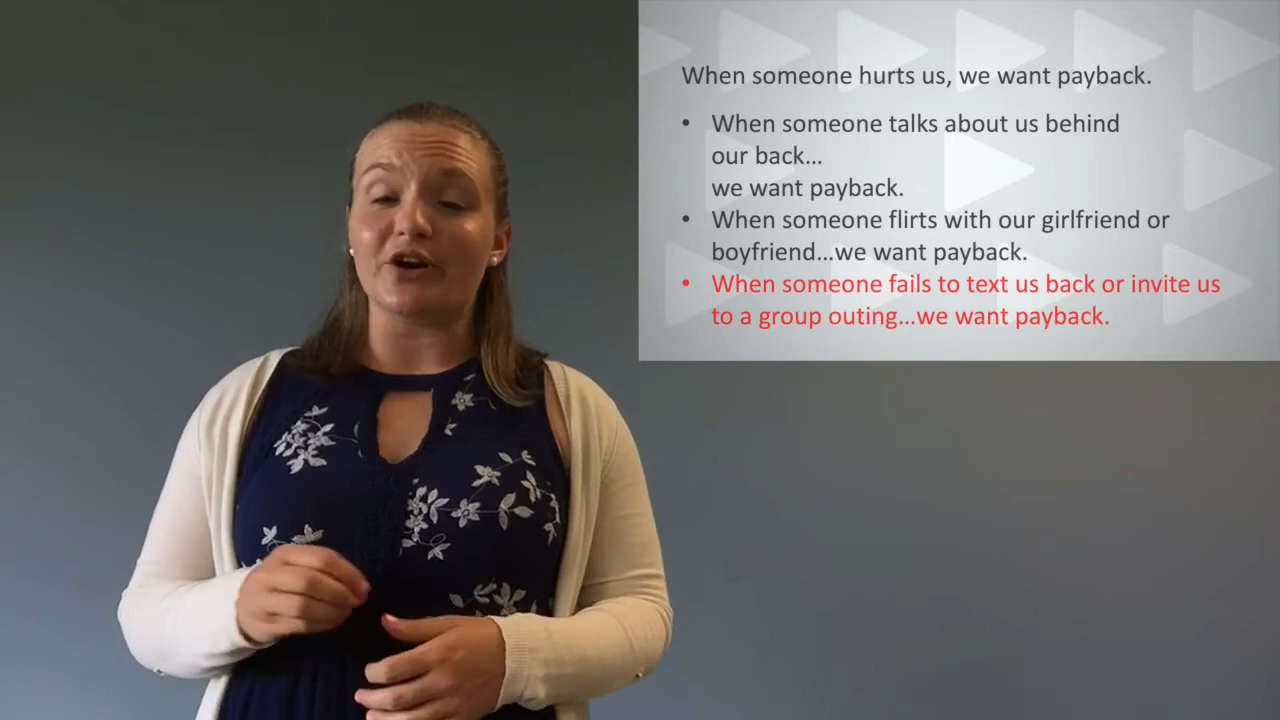 When someone hurts us, we want payback.
• When someone talks about us behind
our back...
we want payback.
• When someone flirts with our girlfriend or
boyfriend...we want payback.
• When someone fails to text us back or invite us
to a group outing...we want payback.